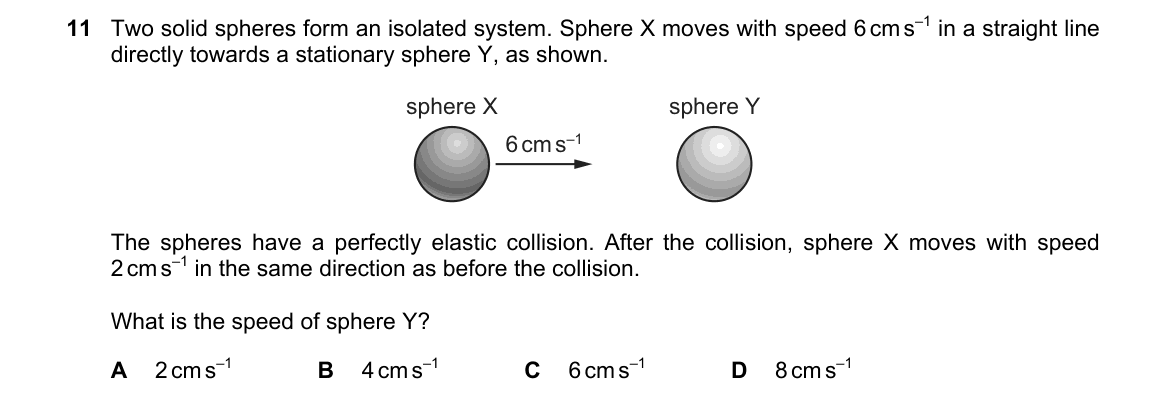 11 Two solid spheres form an isolated system. Sphere X moves with speed 6 cm s⁻¹ in a straight line
directly towards a stationary sphere Y, as shown.
sphere X sphere Y
6 cm s⁻¹
The spheres have a perfectly elastic collision. After the collision, sphere X moves with speed
2 cm s⁻¹ in the same direction as before the collision.
What is the speed of sphere Y?
A 2 cm s⁻¹ B 4 cm s⁻¹ C 6 cm s⁻¹ D 8 cm s⁻¹